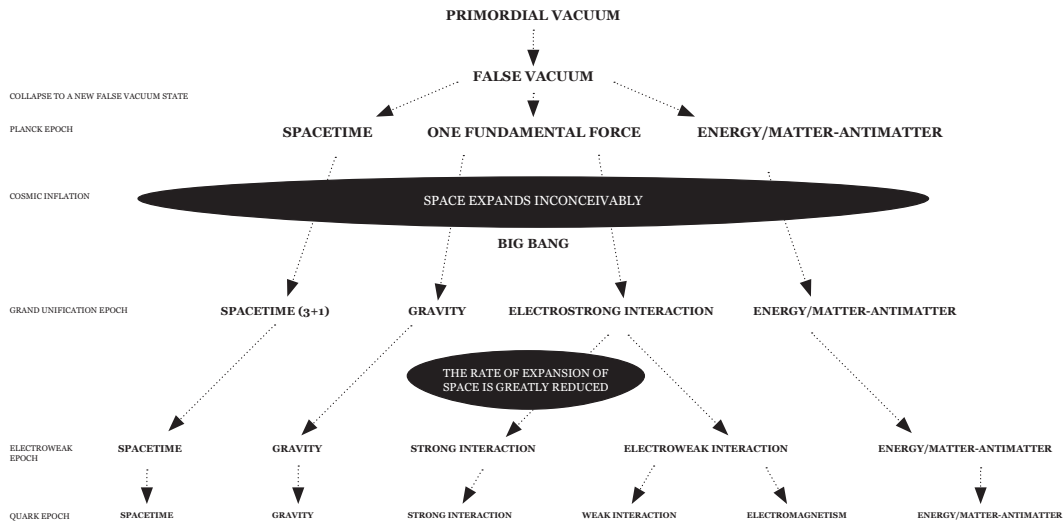 PRIMORDIAL VACUUM
FALSE VACUUM
COLLAPSE TO A NEW FALSE VACUUM STATE
PLANCK EPOCH
SPACETIME
ONE FUNDAMENTAL FORCE
ENERGY/MATTER-ANTIMATTER
COSMIC INFLATION
SPACE EXPANDS INCONCEIVABLY
BIG BANG
GRAND UNIFICATION EPOCH
SPACETIME (3+1)
GRAVITY
ELECTROSTRONG INTERACTION
ENERGY/MATTER-ANTIMATTER
THE RATE OF EXPANSION OF
SPACE IS GREATLY REDUCED
ELECTROWEAK
EPOCH
SPACETIME
GRAVITY
STRONG INTERACTION
ELECTROWEAK INTERACTION
ENERGY/MATTER-ANTIMATTER
QUARK EPOCH
SPACETIME
GRAVITY
STRONG INTERACTION
WEAK INTERACTION
ELECTROMAGNETISM
ENERGY/MATTER-ANTIMATTER